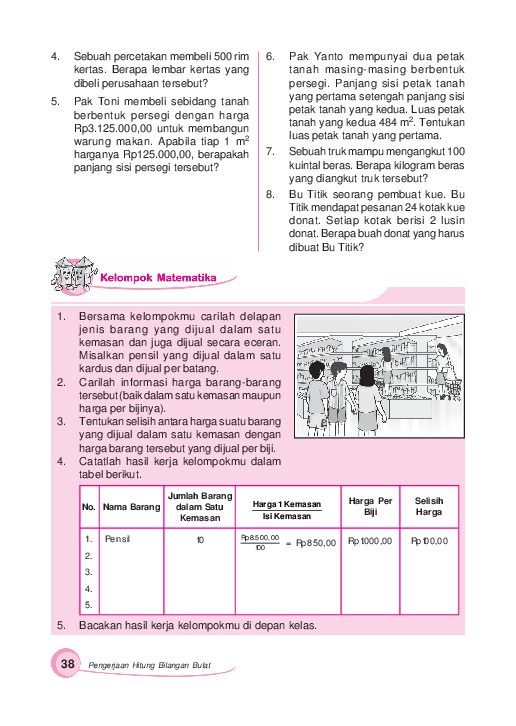 4. Sebuah percetakan membeli 500 rim
kertas. Berapa lembar kertas yang
dibeli perusahaan tersebut?
5. Pak Toni membeli sebidang tanah
berbentuk persegi dengan harga
Rp3.125.000,00 untuk membangun
warung makan. Apabila tiap 1 m²
harganya Rp125.000,00, berapakah
panjang sisi persegi tersebut?
6. Pak Yanto mempunyai dua petak
tanah masing-masing berbentuk
persegi. Panjang sisi petak tanah
yang pertama setengah panjang sisi
petak tanah yang kedua. Luas petak
tanah yang kedua 484 m². Tentukan
luas petak tanah yang pertama.
7. Sebuah truk mampu mengangkut 100
kuintal beras. Berapa kilogram beras
yang diangkut truk tersebut?
8. Bu Titik seorang pembuat kue. Bu
Titik mendapat pesanan 24 kotak kue
donat. Setiap kotak berisi 2 lusin
donat. Berapa buah donat yang harus
dibuat Bu Titik?
Kelompok Matematika
1. Bersama kelompokmu carilah delapan
jenis barang yang dijual dalam satu
kemasan dan juga dijual secara eceran.
Misalkan pensil yang dijual dalam satu
kardus dan dijual per batang.
2. Carilah informasi harga barang-barang
tersebut (baik dalam satu kemasan maupun
harga per bijinya).
3. Tentukan selisih antara harga suatu barang
yang dijual dalam satu kemasan dengan
harga barang tersebut yang dijual per biji.
4. Catatlah hasil kerja kelompokmu dalam
tabel berikut.
No. Nama Barang Jumlah Barang dalam Satu Kemasan Harga 1 Kemasan / Isi Kemasan Harga Per Biji Selisih Harga
1. Pensil 10 Rp8.500,00 / 100 = Rp850,00 Rp1.000,00 Rp100,00
2.
3.
4.
5.
5. Bacakan hasil kerja kelompokmu di depan kelas.
38 Pengerjaan Hitung Bilangan Bulat